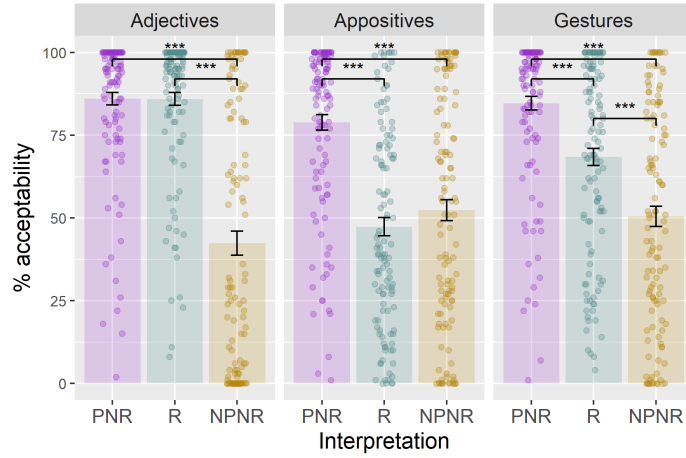 Adjectives Appositives Gestures
*** *** ***
*** *** ***
***
100
75
50
25
0
% acceptability
PNR R NPNR PNR R NPNR PNR R NPNR
Interpretation